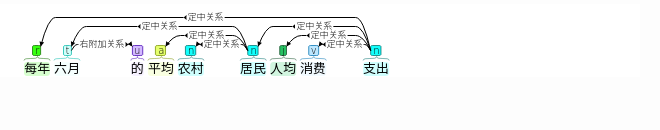 定中关系
定中关系 定中关系
定中关系 定中关系
右附加关系 定中关系 定中关系
r t u a n n j v n
每年 六月 的 平均 农村 居民 人均 消费 支出